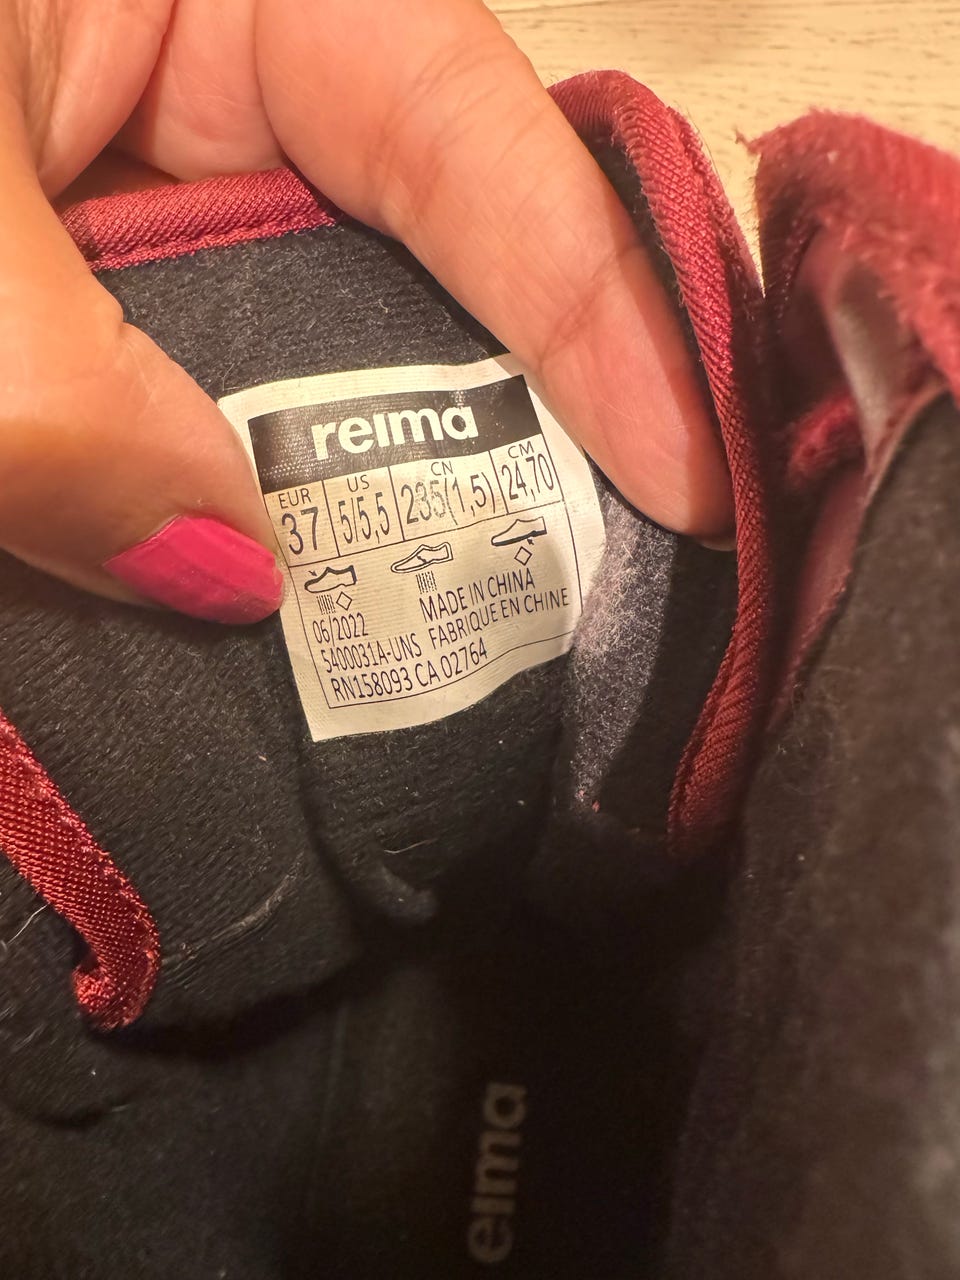 reima
EUR US CN CM
37 5/5,5 235(1,5) 24,70
06/2022 MADE IN CHINA
5400031A-UNS FABRIQUE EN CHINE
RN158093 CA 02764
eima